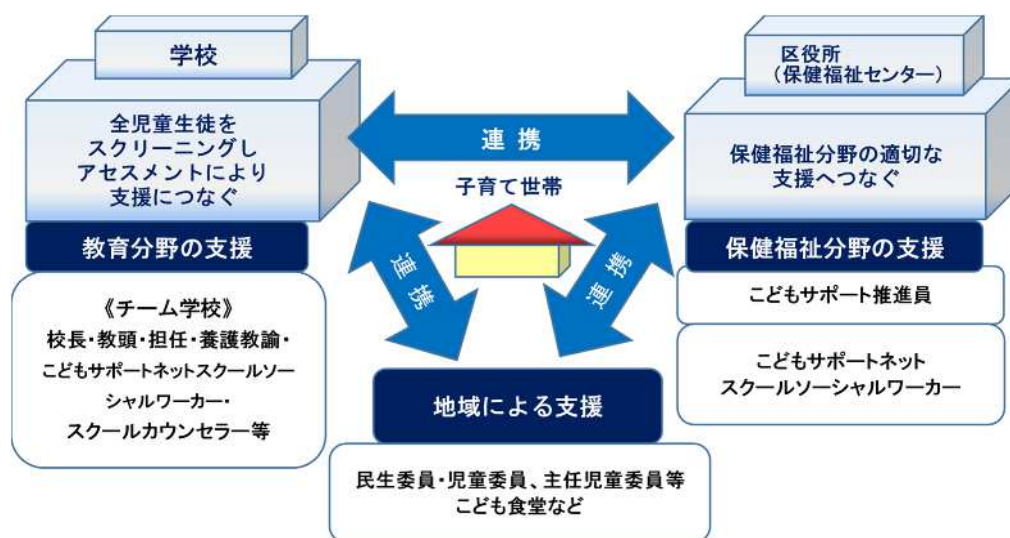 学校
全児童生徒を
スクリーニングし
アセスメントにより
支援につなぐ
教育分野の支援
《チーム学校》
校長・教頭・担任・養護教諭・
こどもサポートネットスクールソー
シャルワーカー・
スクールカウンセラー等
連携
子育て世帯
連携
連携
区役所
（保健福祉センター）
保健福祉分野の適切な
支援へつなぐ
保健福祉分野の支援
こどもサポート推進員
こどもサポートネット
スクールソーシャルワーカー
地域による支援
民生委員・児童委員、主任児童委員等
こども食堂など